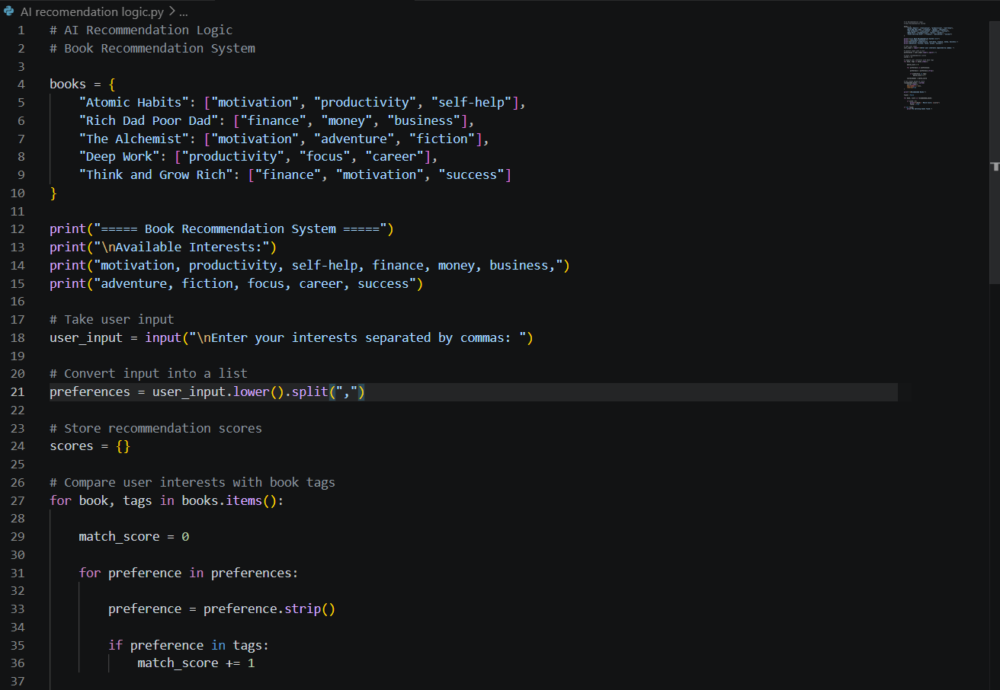 AI recomendation logic.py > ...
1 # AI Recommendation Logic
2 # Book Recommendation System
3
4 books = {
5     "Atomic Habits": ["motivation", "productivity", "self-help"],
6     "Rich Dad Poor Dad": ["finance", "money", "business"],
7     "The Alchemist": ["motivation", "adventure", "fiction"],
8     "Deep Work": ["productivity", "focus", "career"],
9     "Think and Grow Rich": ["finance", "motivation", "success"]
10 }
11
12 print("===== Book Recommendation System =====")
13 print("\nAvailable Interests:")
14 print("motivation, productivity, self-help, finance, money, business,")
15 print("adventure, fiction, focus, career, success")
16
17 # Take user input
18 user_input = input("\nEnter your interests separated by commas: ")
19
20 # Convert input into a list
21 preferences = user_input.lower().split(",")
22
23 # Store recommendation scores
24 scores = {}
25
26 # Compare user interests with book tags
27 for book, tags in books.items():
28
29     match_score = 0
30
31     for preference in preferences:
32
33         preference = preference.strip()
34
35         if preference in tags:
36             match_score += 1
37